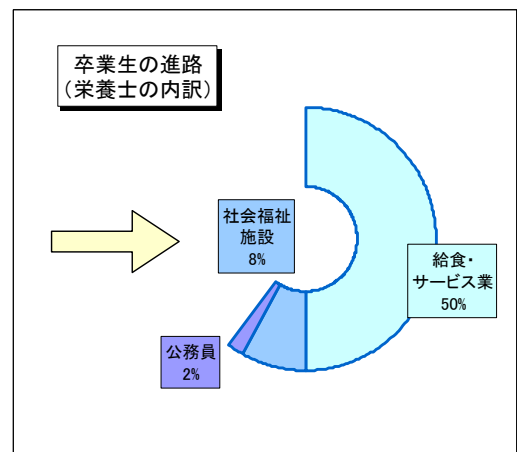 卒業生の進路
（栄養士の内訳）
社会福祉
施設
8%
給食・
サービス業
50%
公務員
2%